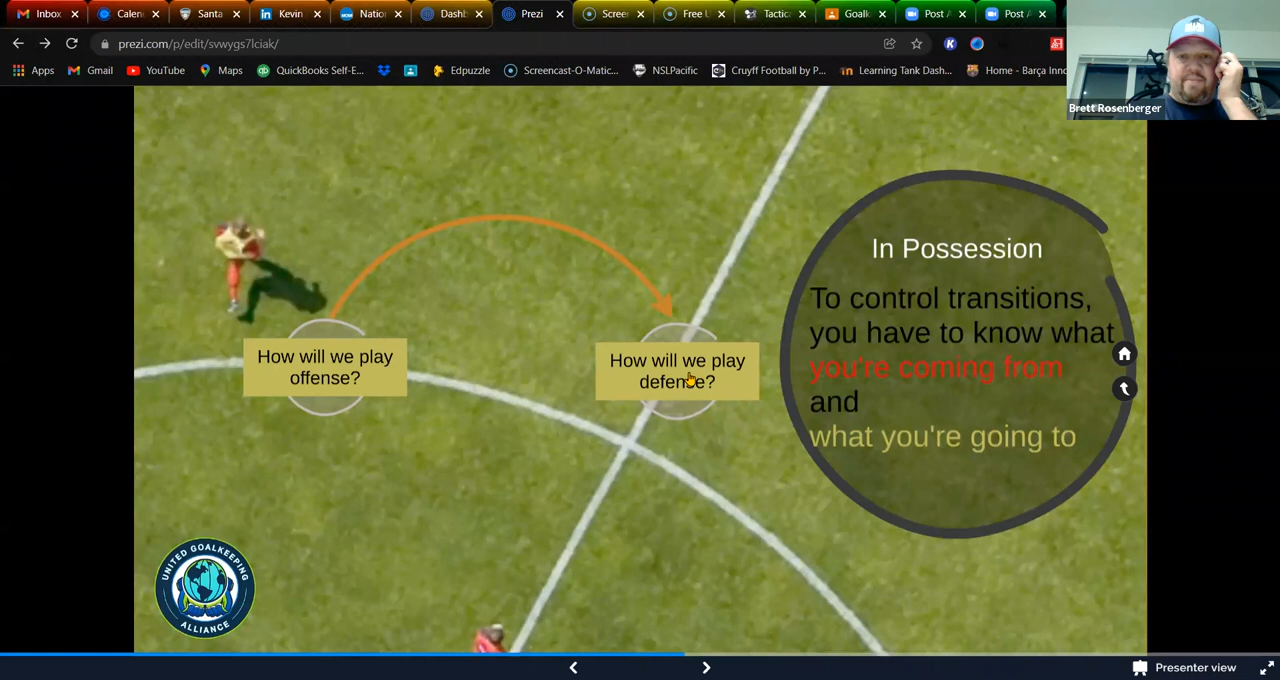 Inbox
Calen
Santa
Kevin
Natio
Dashb
Prezi
Scree
Free U
Tactica
Goalk
Post A
Post A
prezi.com/p/edit/svwygs7lciak/
Apps
Gmail
YouTube
Maps
QuickBooks Self-E...
Edpuzzle
Screencast-O-Matic...
NSLPacific
Cruyff Football by P...
Learning Tank Dash...
Home - Barça Inno
Brett Rosenberger
In Possession
To control transitions,
you have to know what
you're coming from
and
what you're going to
How will we play
offense?
How will we play
defense?
UNITED GOALKEEPING
ALLIANCE
Presenter view